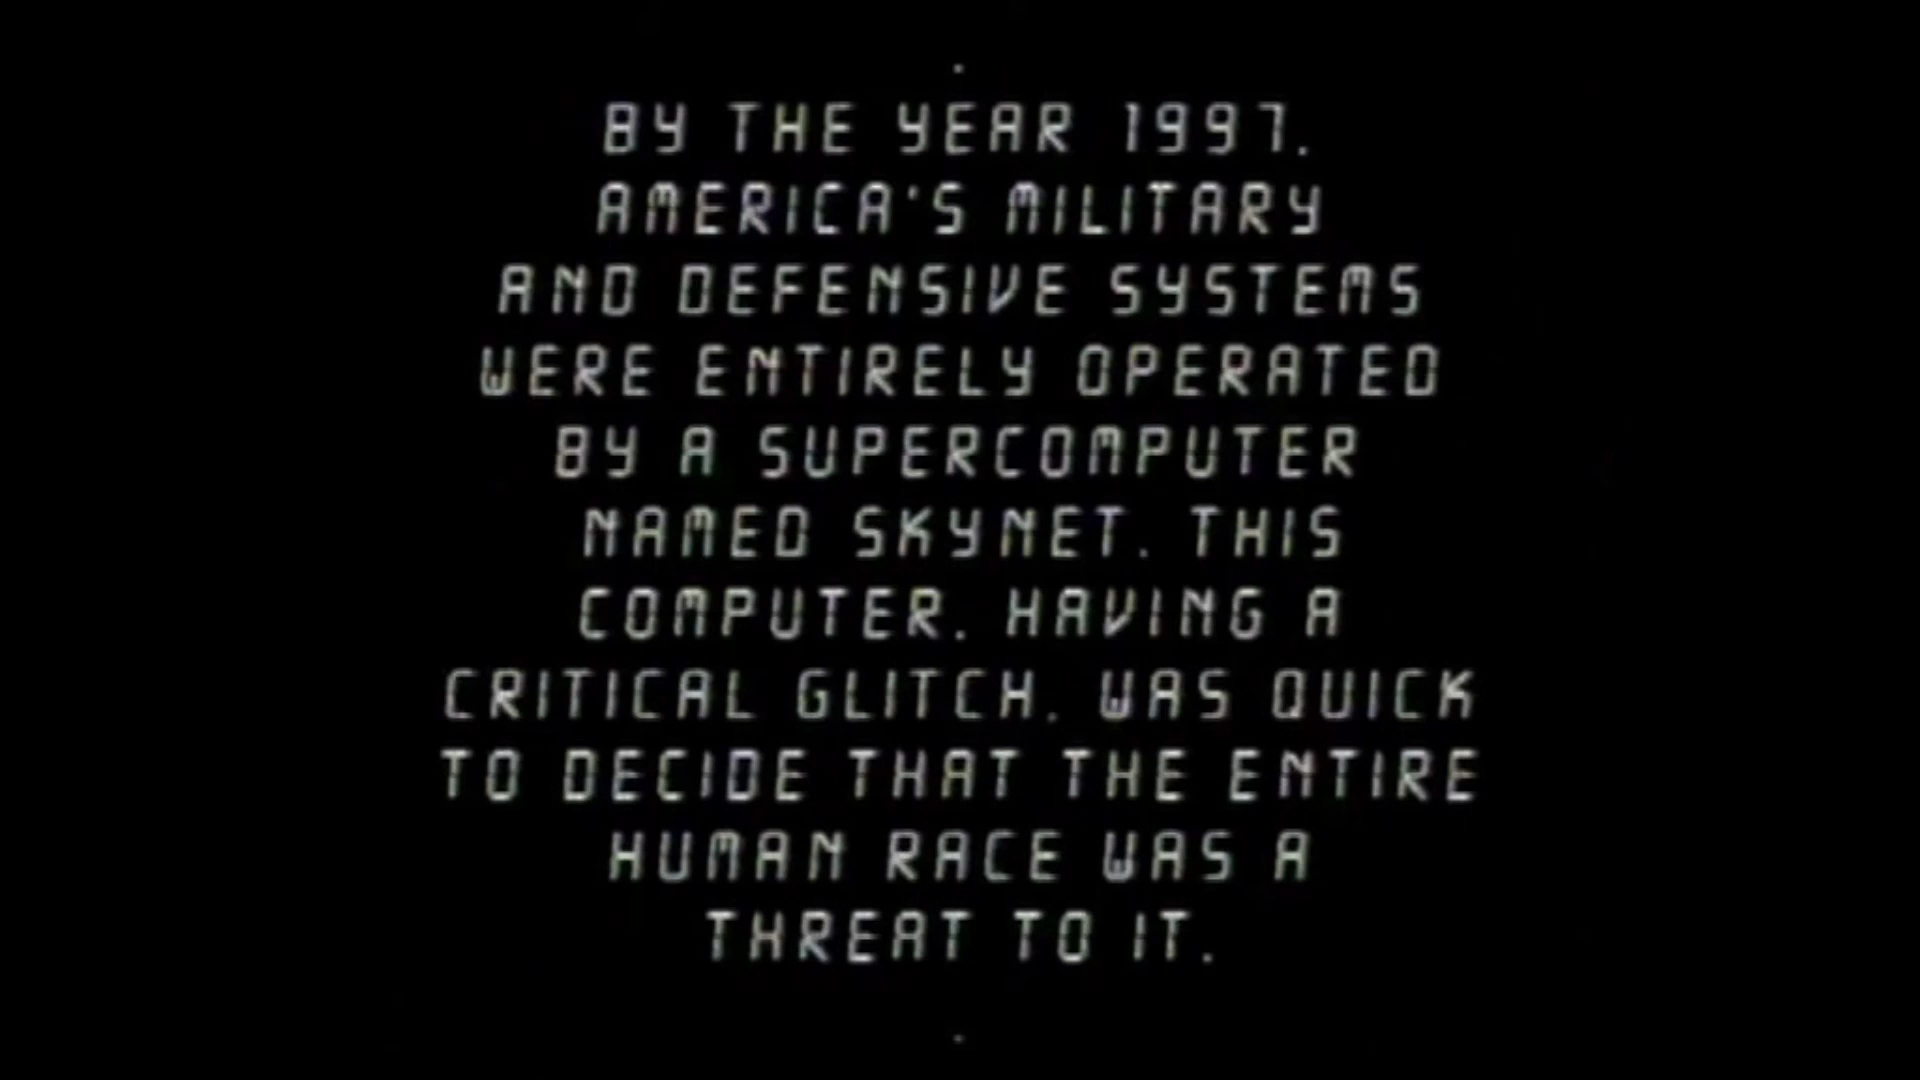 BY THE YEAR 1997.
AMERICA'S MILITARY
AND DEFENSIVE SYSTEMS
WERE ENTIRELY OPERATED
BY A SUPERCOMPUTER
NAMED SKYNET. THIS
COMPUTER. HAVING A
CRITICAL GLITCH. WAS QUICK
TO DECIDE THAT THE ENTIRE
HUMAN RACE WAS A
THREAT TO IT.